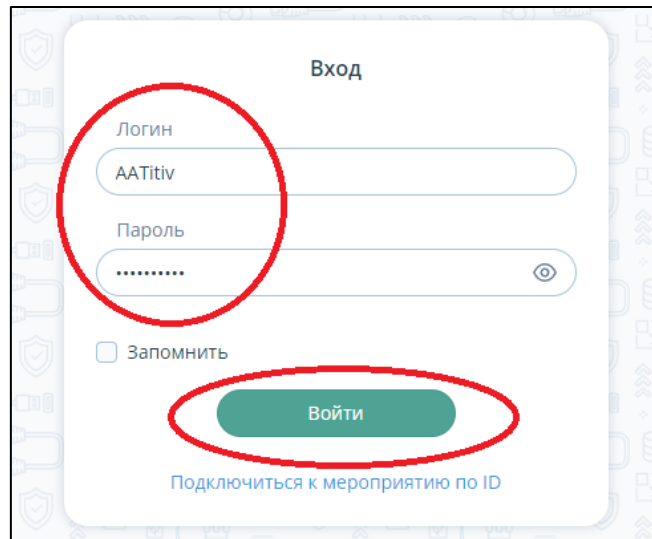 Вход
Логин
AATitiv
Пароль
••••••••••
Запомнить
Войти
Подключиться к мероприятию по ID